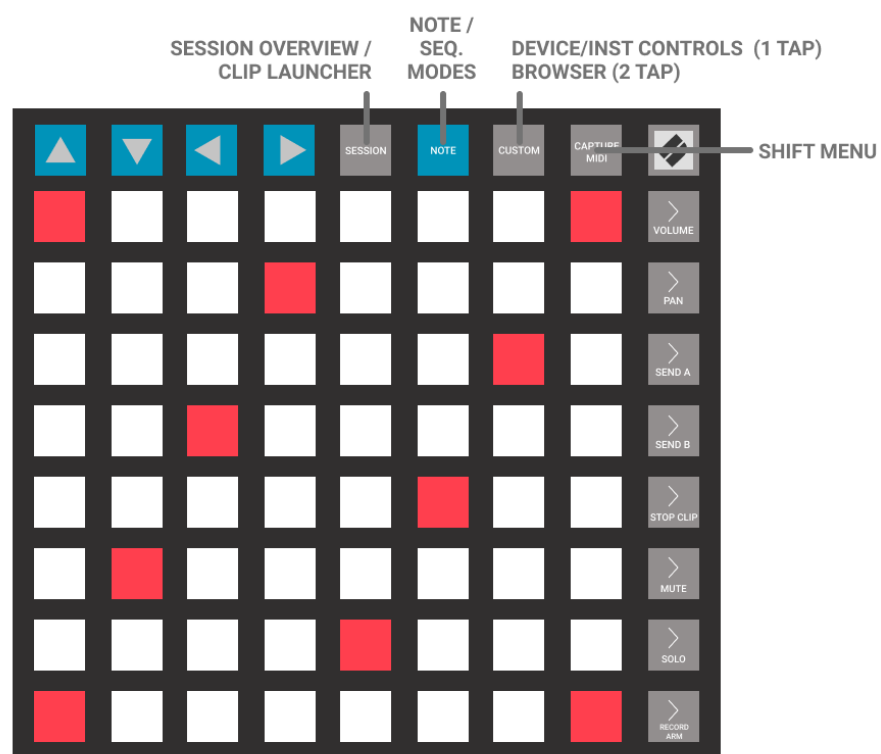 NOTE /
SEQ.
MODES
SESSION OVERVIEW /
CLIP LAUNCHER
DEVICE/INST CONTROLS (1 TAP)
BROWSER (2 TAP)
SESSION
NOTE
CUSTOM
CAPTURE
MIDI
SHIFT MENU
VOLUME
PAN
SEND A
SEND B
STOP CLIP
MUTE
SOLO
RECORD
ARM